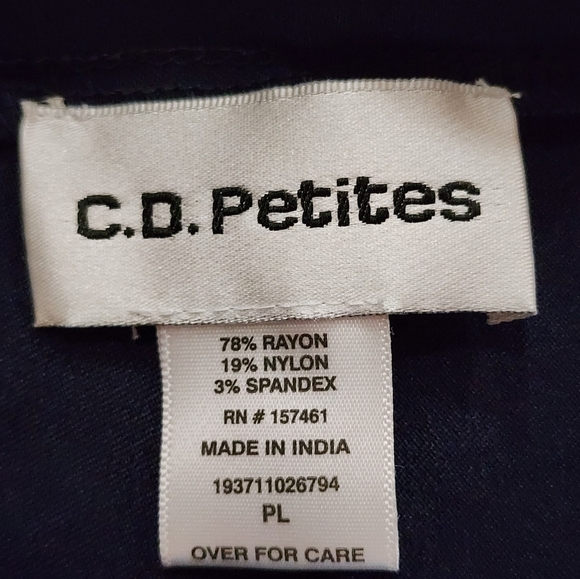 C.D. Petites
78% RAYON
19% NYLON
3% SPANDEX
RN # 157461
MADE IN INDIA
193711026794
PL
OVER FOR CARE